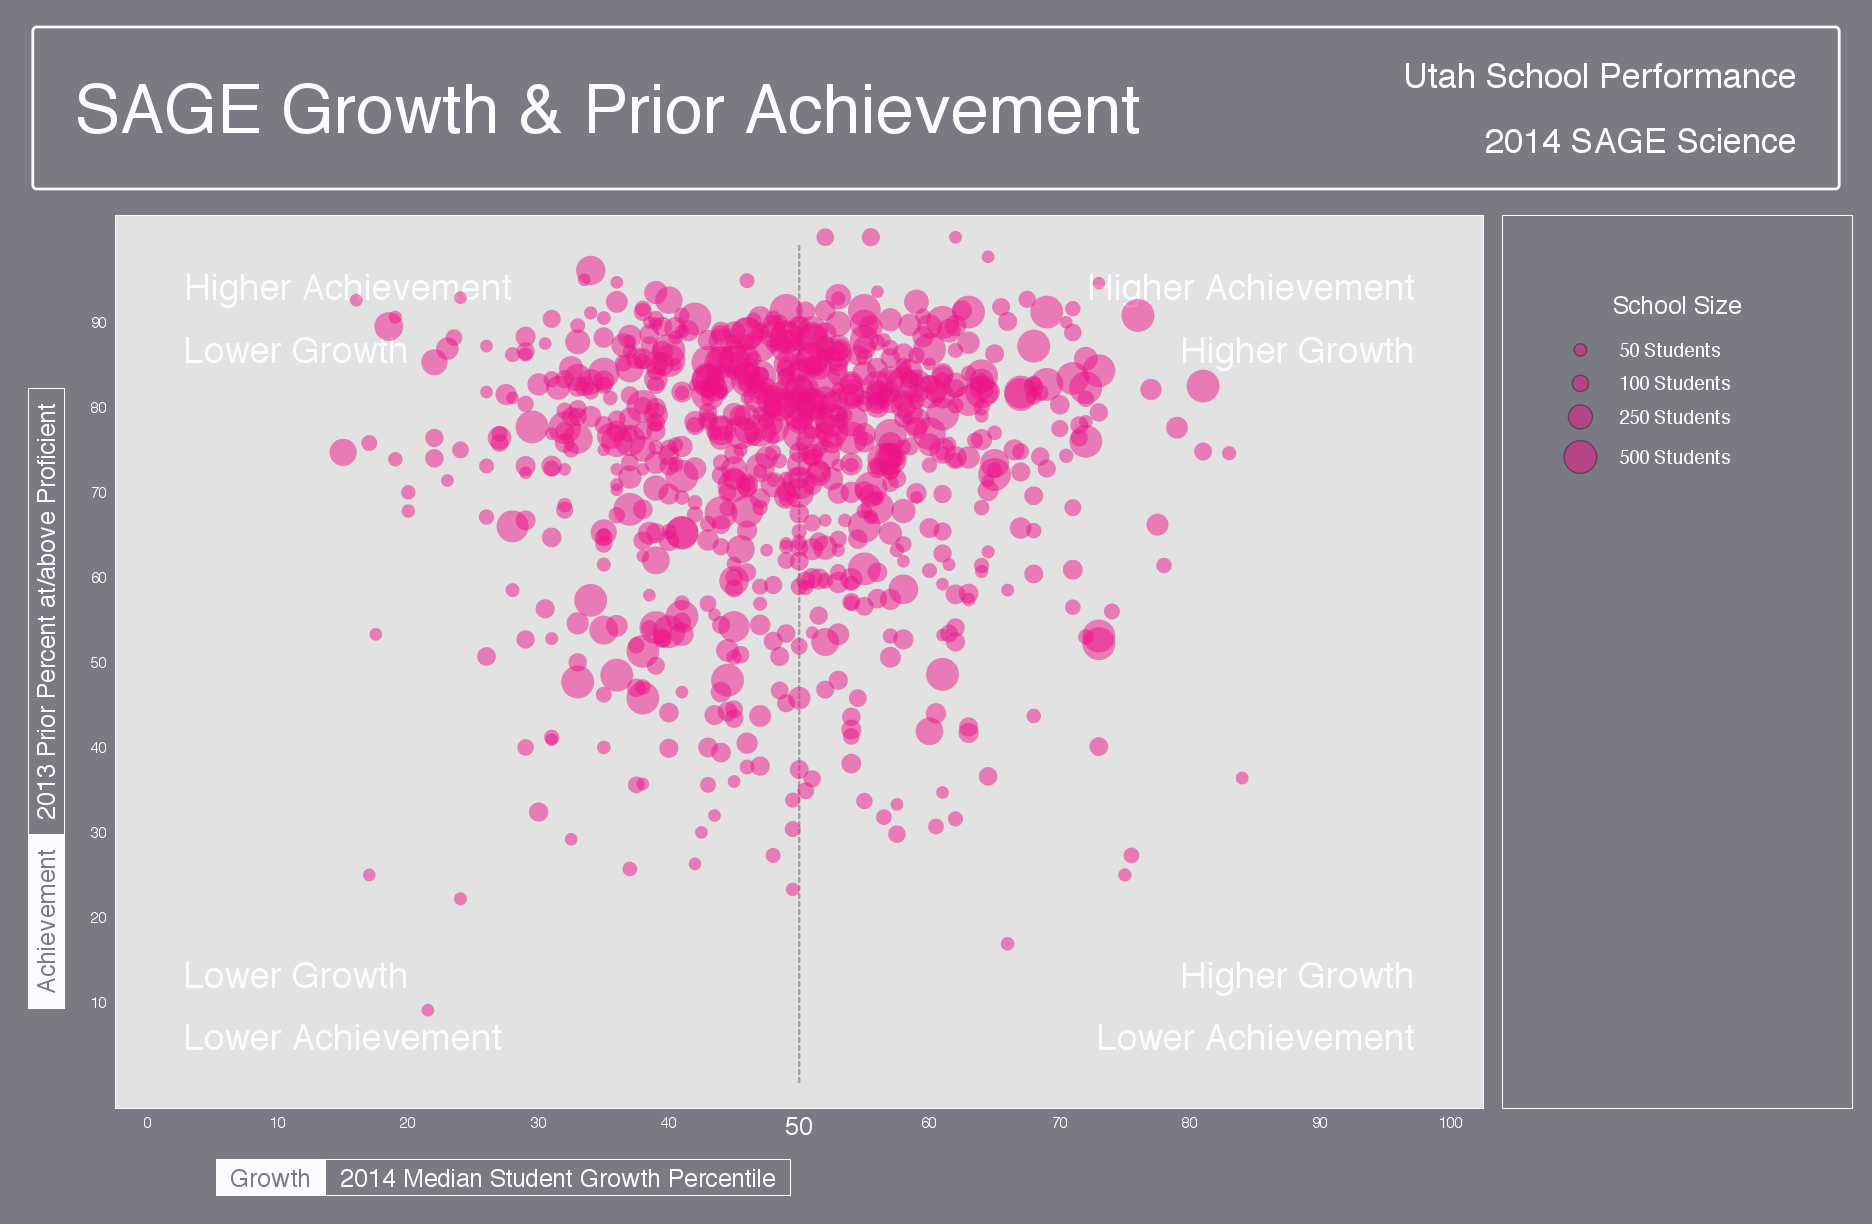 SAGE Growth & Prior Achievement
Utah School Performance
2014 SAGE Science
Higher Achievement
Lower Growth
Higher Achievement
Higher Growth
Lower Growth
Lower Achievement
Higher Growth
Lower Achievement
School Size
50 Students
100 Students
250 Students
500 Students
Achievement 2013 Prior Percent at/above Proficient
90
80
70
60
50
40
30
20
10
0 10 20 30 40 50 60 70 80 90 100
Growth 2014 Median Student Growth Percentile